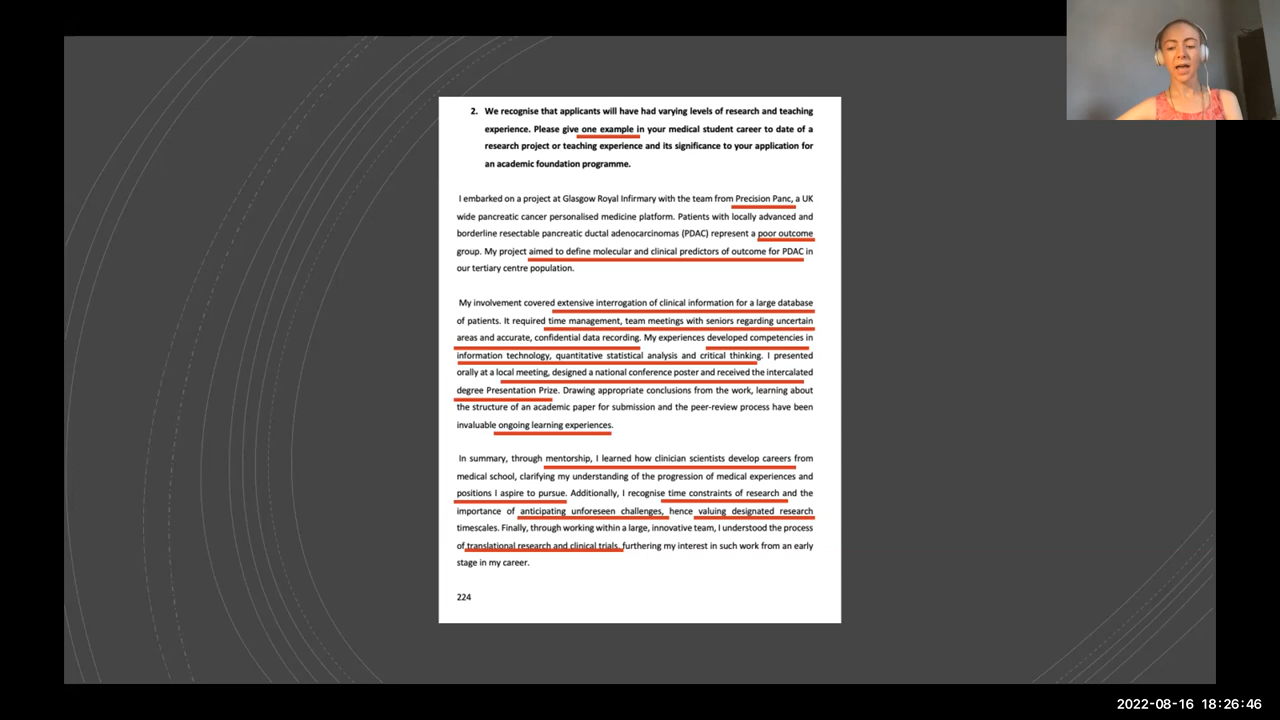 2. We recognise that applicants will have had varying levels of research and teaching
experience. Please give one example in your medical student career to date of a
research project or teaching experience and its significance to your application for
an academic foundation programme.
I embarked on a project at Glasgow Royal Infirmary with the team from Precision Panc, a UK
wide pancreatic cancer personalised medicine platform. Patients with locally advanced and
borderline resectable pancreatic ductal adenocarcinomas (PDAC) represent a poor outcome
group. My project aimed to define molecular and clinical predictors of outcome for PDAC in
our tertiary centre population.
My involvement covered extensive interrogation of clinical information for a large database
of patients. It required time management, team meetings with seniors regarding uncertain
areas and accurate, confidential data recording. My experiences developed competencies in
information technology, quantitative statistical analysis and critical thinking. I presented
orally at a local meeting, designed a national conference poster and received the intercalated
degree Presentation Prize. Drawing appropriate conclusions from the work, learning about
the structure of an academic paper for submission and the peer-review process have been
invaluable ongoing learning experiences.
In summary, through mentorship, I learned how clinician scientists develop careers from
medical school, clarifying my understanding of the progression of medical experiences and
positions I aspire to pursue. Additionally, I recognise time constraints of research and the
importance of anticipating unforeseen challenges, hence valuing designated research
timescales. Finally, through working within a large, innovative team, I understood the process
of translational research and clinical trials, furthering my interest in such work from an early
stage in my career.
224
2022-08-16 18:26:46